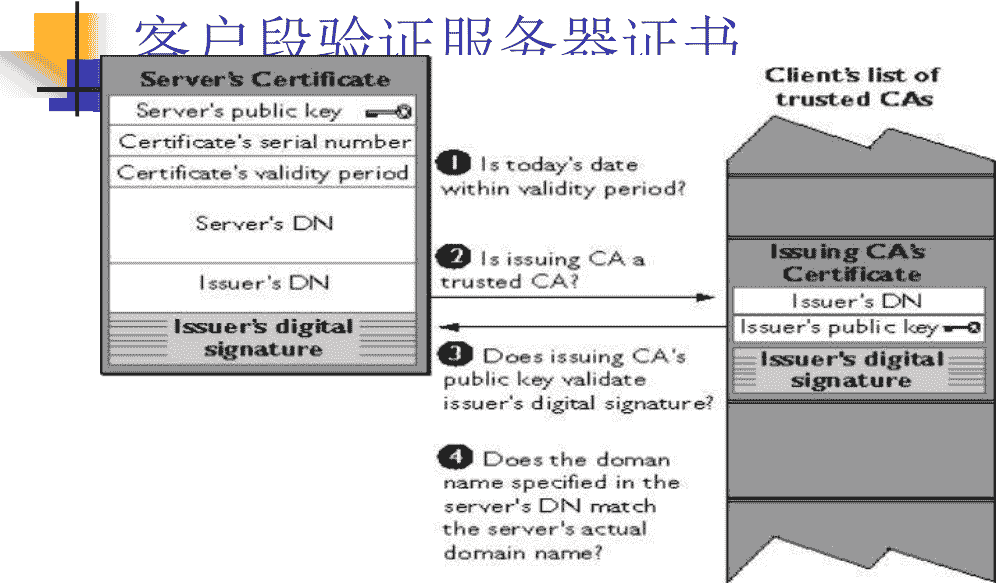 客户段验证服务器证书
Server's Certificate
Server's public key
Certificate's serial number
Certificate's validity period
Server's DN
Issuer's DN
Issuer's digital
signature
1 Is today's date
within validity period?
2 Is issuing CA a
trusted CA?
3 Does issuing CA's
public key validate
issuer's digital signature?
4 Does the doman
name specified in the
server's DN match
the server's actual
domain name?
Client's list of
trusted CAs
Issuing CA's
Certificate
Issuer's DN
Issuer's public key
Issuer's digital
signature